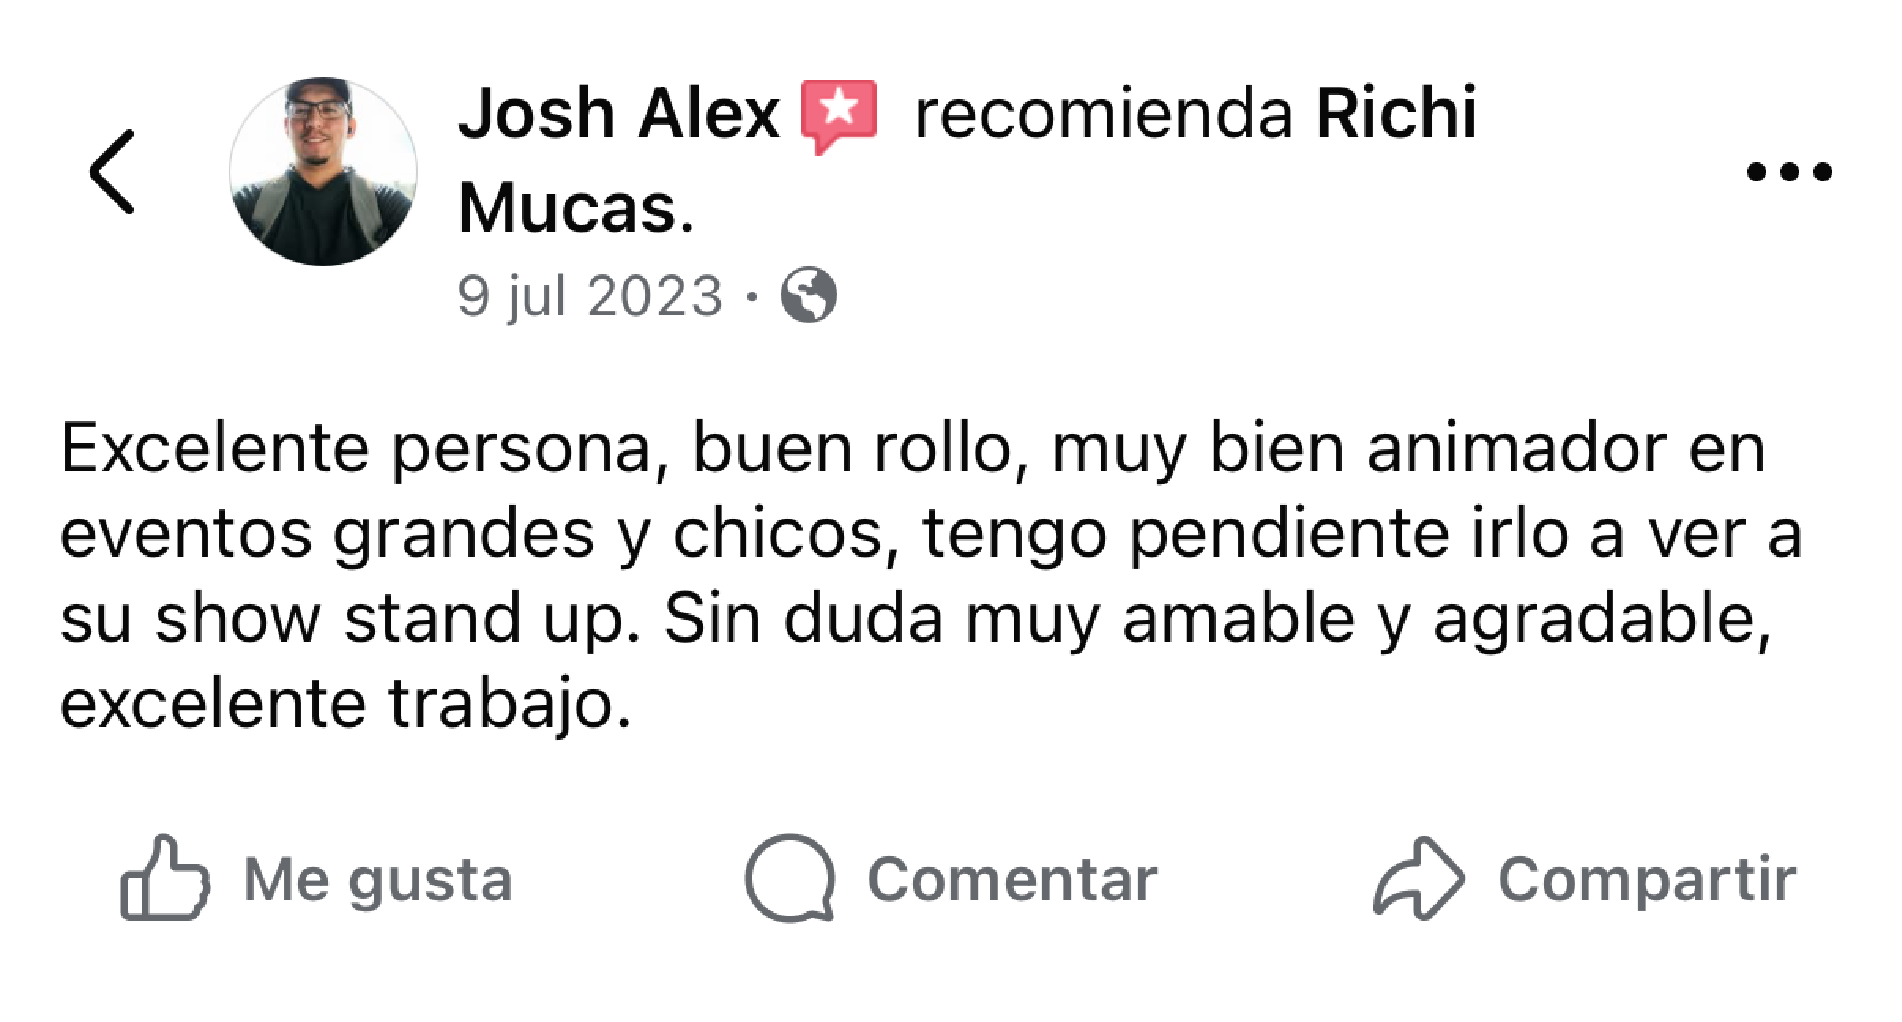 Josh Alex recomienda Richi
Mucas.
9 jul 2023 ·
Excelente persona, buen rollo, muy bien animador en
eventos grandes y chicos, tengo pendiente irlo a ver a
su show stand up. Sin duda muy amable y agradable,
excelente trabajo.
Me gusta Comentar Compartir